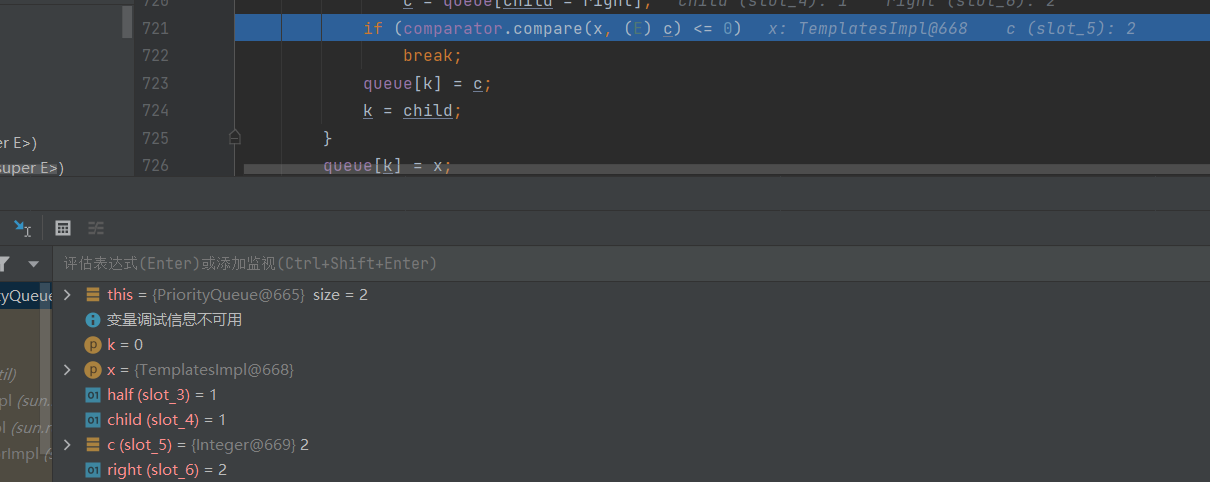 720 c = queue[child = right]; child (slot_4): 1 right (slot_6): 2
721 if (comparator.compare(x, (E) c) <= 0) x: TemplatesImpl@668 c (slot_5): 2
722 break;
723 queue[k] = c;
724 k = child;
725 }
726 queue[k] = x;
er E>)
super E>)
评估表达式(Enter)或添加监视(Ctrl+Shift+Enter)
ityQueue
this = {PriorityQueue@665} size = 2
变量调试信息不可用
k = 0
x = {TemplatesImpl@668}
half (slot_3) = 1
child (slot_4) = 1
c (slot_5) = {Integer@669} 2
right (slot_6) = 2
til)
pl (sun.
l (sun.r
erImpl (s